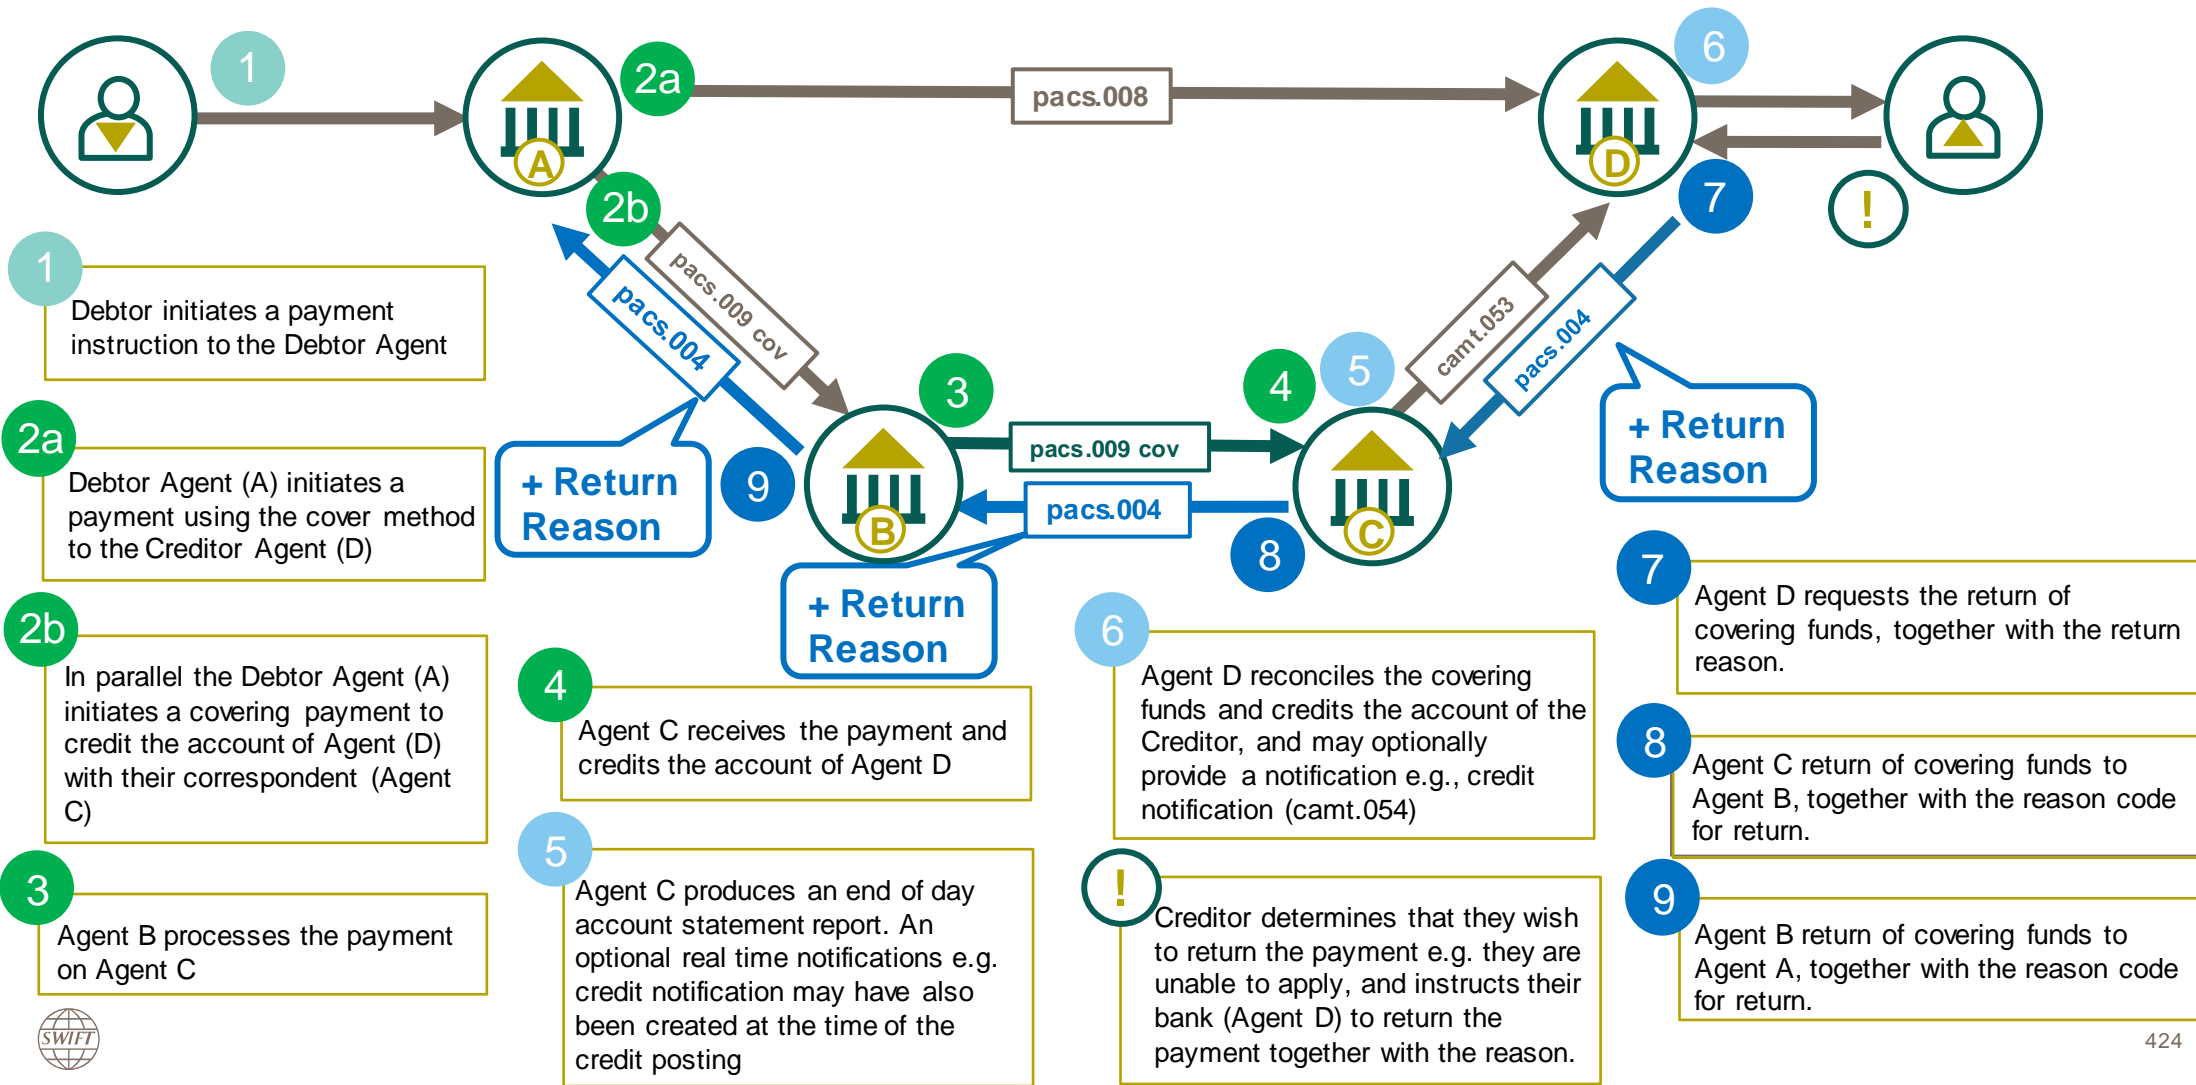 1
2a
pacs.008
6
A
D
2b
7
!
pacs.009 cov
pacs.004
camt.053
pacs.004
1
Debtor initiates a payment
instruction to the Debtor Agent
3
4
5
+ Return
Reason
pacs.009 cov
2a
Debtor Agent (A) initiates a
payment using the cover method
to the Creditor Agent (D)
+ Return
Reason
9
pacs.004
B
C
8
+ Return
Reason
2b
In parallel the Debtor Agent (A)
initiates a covering payment to
credit the account of Agent (D)
with their correspondent (Agent
C)
3
Agent B processes the payment
on Agent C
4
Agent C receives the payment and
credits the account of Agent D
5
Agent C produces an end of day
account statement report. An
optional real time notifications e.g.
credit notification may have also
been created at the time of the
credit posting
6
Agent D reconciles the covering
funds and credits the account of the
Creditor, and may optionally
provide a notification e.g., credit
notification (camt.054)
!
Creditor determines that they wish
to return the payment e.g. they are
unable to apply, and instructs their
bank (Agent D) to return the
payment together with the reason.
7
Agent D requests the return of
covering funds, together with the return
reason.
8
Agent C return of covering funds to
Agent B, together with the reason code
for return.
9
Agent B return of covering funds to
Agent A, together with the reason code
for return.
SWIFT
424